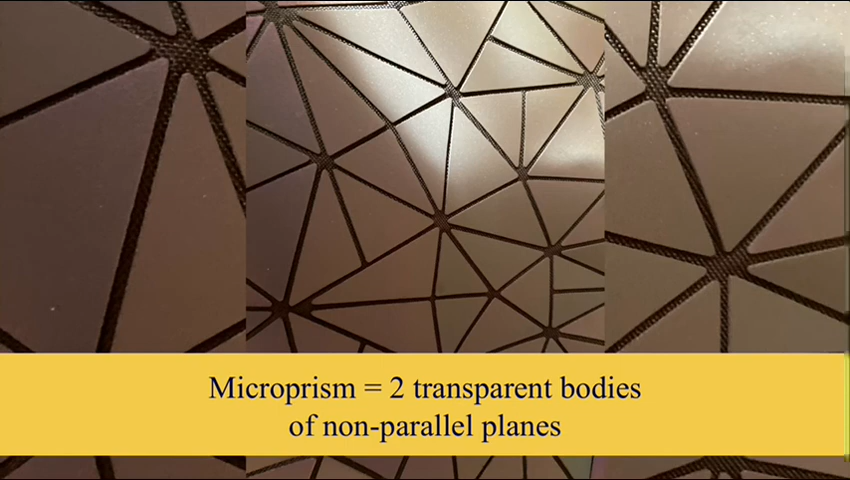 Microprism = 2 transparent bodies
of non-parallel planes